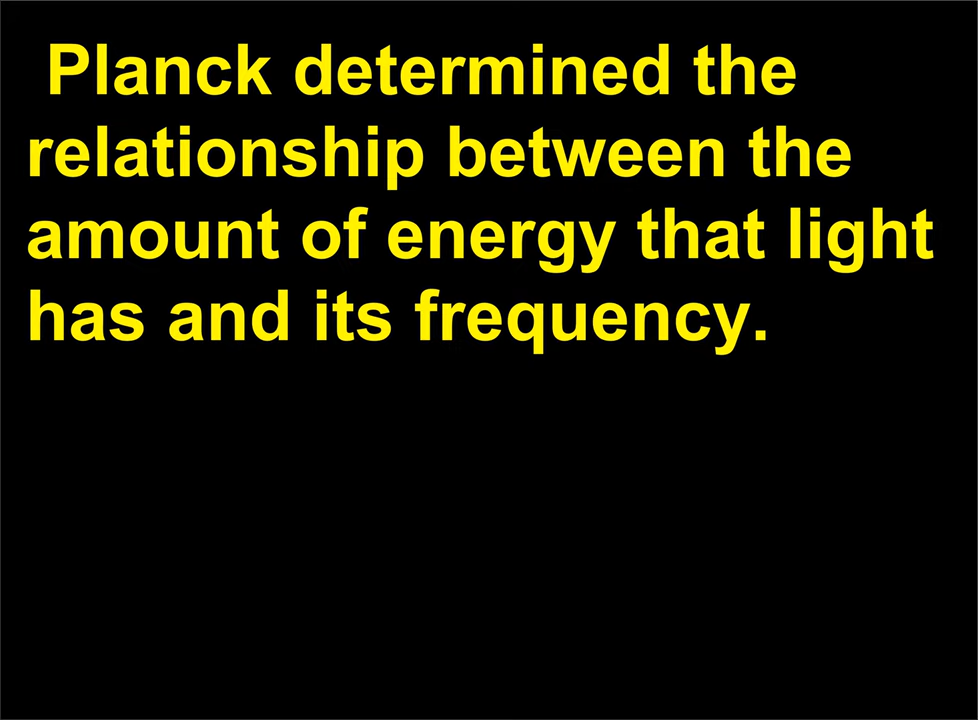 Planck determined the
relationship between the
amount of energy that light
has and its frequency.